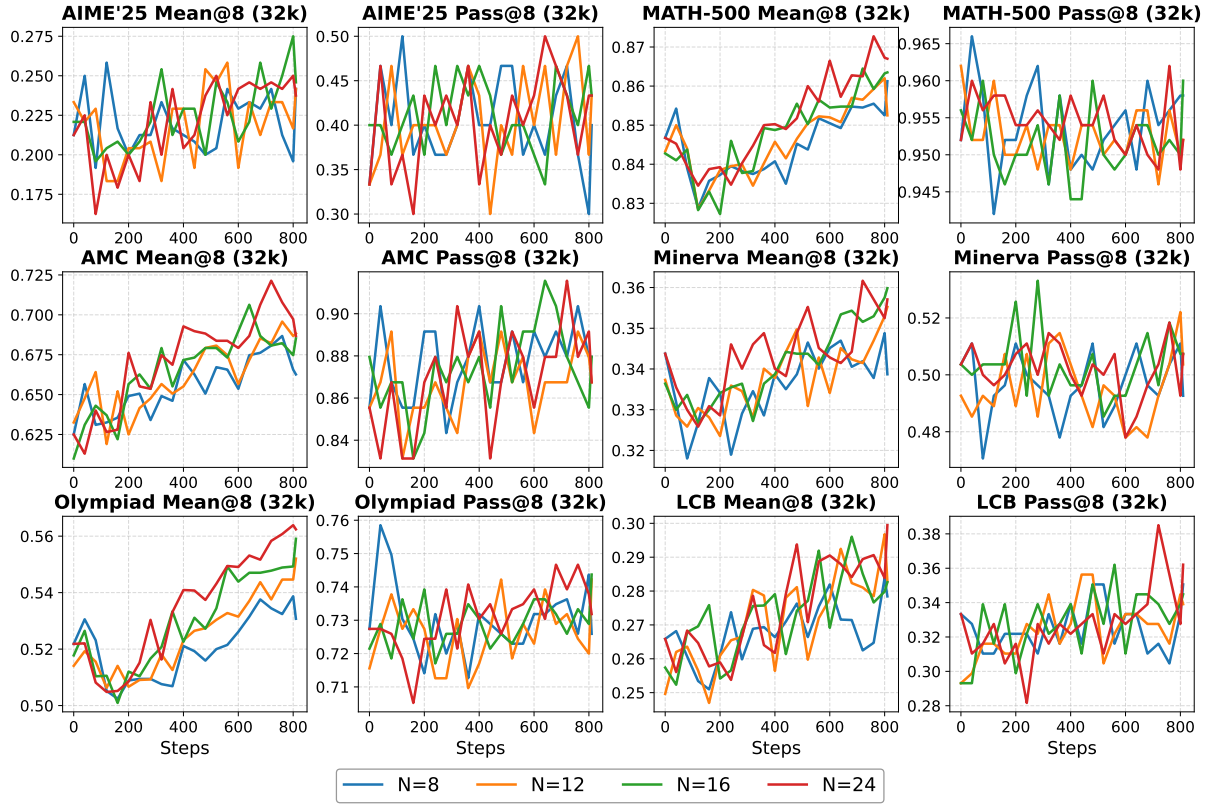 AIME'25 Mean@8 (32k)
AIME'25 Pass@8 (32k)
MATH-500 Mean@8 (32k)
MATH-500 Pass@8 (32k)
0.275
0.250
0.225
0.200
0.175
0 200 400 600 800
0.50
0.45
0.40
0.35
0.30
0 200 400 600 800
0.87
0.86
0.85
0.84
0.83
0 200 400 600 800
0.965
0.960
0.955
0.950
0.945
0 200 400 600 800
AMC Mean@8 (32k)
AMC Pass@8 (32k)
Minerva Mean@8 (32k)
Minerva Pass@8 (32k)
0.725
0.700
0.675
0.650
0.625
0 200 400 600 800
0.90
0.88
0.86
0.84
0 200 400 600 800
0.36
0.35
0.34
0.33
0.32
0 200 400 600 800
0.52
0.50
0.48
0 200 400 600 800
Olympiad Mean@8 (32k)
Olympiad Pass@8 (32k)
LCB Mean@8 (32k)
LCB Pass@8 (32k)
0.56
0.54
0.52
0.50
0 200 400 600 800
Steps
0.76
0.75
0.74
0.73
0.72
0.71
0 200 400 600 800
Steps
0.30
0.29
0.28
0.27
0.26
0.25
0 200 400 600 800
Steps
0.38
0.36
0.34
0.32
0.30
0.28
0 200 400 600 800
Steps
N=8 N=12 N=16 N=24